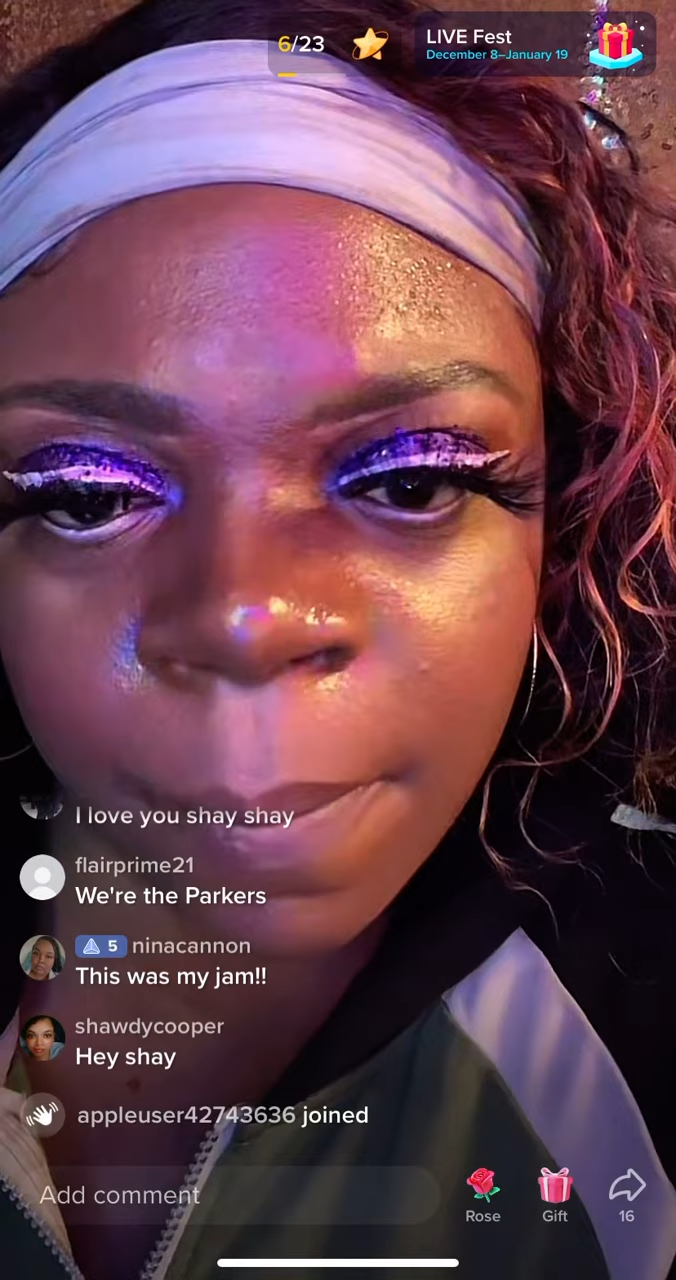 6/23
LIVE Fest
December 8–January 19
I love you shay shay
flairprime21
We're the Parkers
5 ninacannon
This was my jam!!
shawdycooper
Hey shay
appleuser42743636 joined
Add comment
Rose
Gift
16